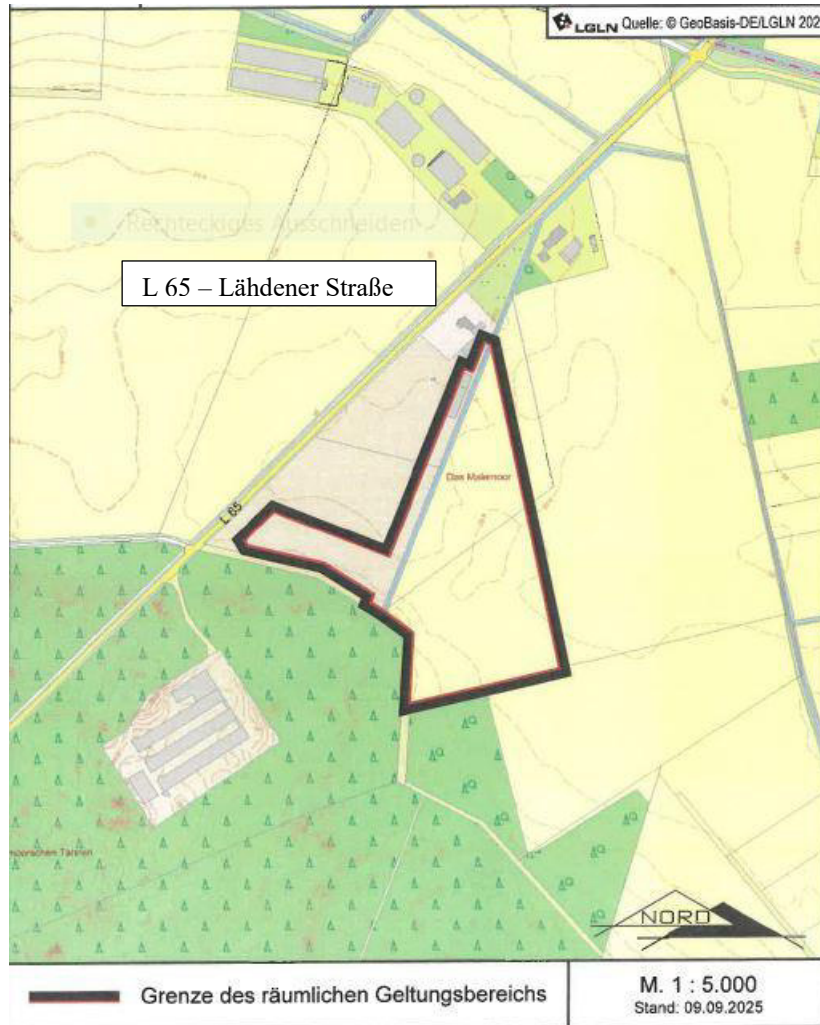 LGLN Quelle: © GeoBasis-DE/LGLN 202
Rechteckiges Ausschneiden
L 65 – Lähdener Straße
Das Malemoor
L 65
NORD
Grenze des räumlichen Geltungsbereichs
M. 1 : 5.000
Stand: 09.09.2025